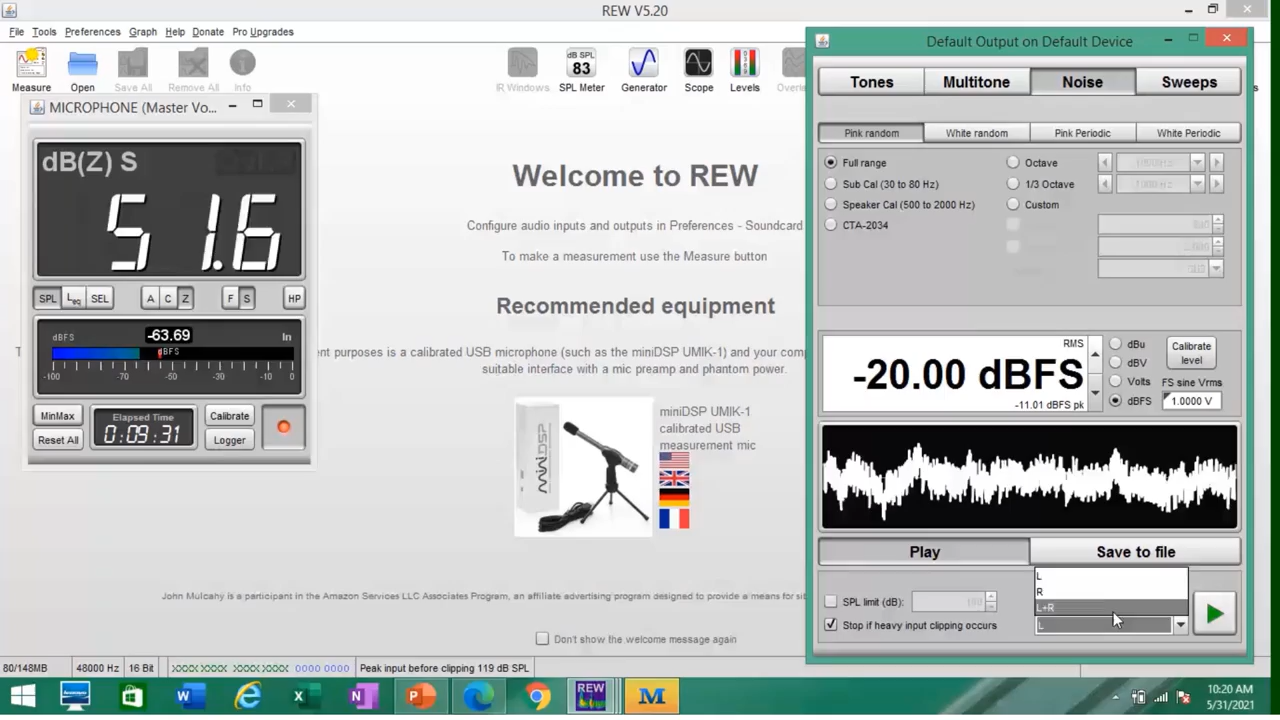 REW V5.20
File Tools Preferences Graph Help Donate Pro Upgrades
Measure
Open
Save All
Remove All
Info
IR Windows
dB SPL
83
SPL Meter
Generator
Scope
Levels
MICROPHONE (Master Vo...
dB(Z) S
51.6
SPL Leq SEL A C Z F S HP
dBFS -63.69 In
dBFS
-100 -70 -50 -30 -10 0
MinMax
Elapsed Time
0:09:31
Calibrate
Reset All
Logger
Welcome to REW
Configure audio inputs and outputs in Preferences - Soundcard
To make a measurement use the Measure button
Recommended equipment
T
nt purposes is a calibrated USB microphone (such as the miniDSP UMIK-1) and your comp
suitable interface with a mic preamp and phantom power.
miniDSP
miniDSP UMIK-1
calibrated USB
measurement mic
John Mulcahy is a participant in the Amazon Services LLC Associates Program, an affiliate advertising program designed to provide a means for sit
Don't show the welcome message again
Default Output on Default Device
Tones Multitone Noise Sweeps
Pink random White random Pink Periodic White Periodic
Full range
Octave
Sub Cal (30 to 80 Hz)
1/3 Octave
Speaker Cal (500 to 2000 Hz)
Custom
CTA-2034
RMS
-20.00 dBFS
-11.01 dBFS pk
dBu
dBV
Volts
dBFS
Calibrate
level
FS sine Vrms
1.0000 V
Play Save to file
L
R
L+R
L
SPL limit (dB):
Stop if heavy input clipping occurs
80/148MB 48000 Hz 16 Bit XXXX XXXX XXXX XXXX 0000 0000 Peak input before clipping 119 dB SPL
REW
M
10:20 AM
5/31/2021